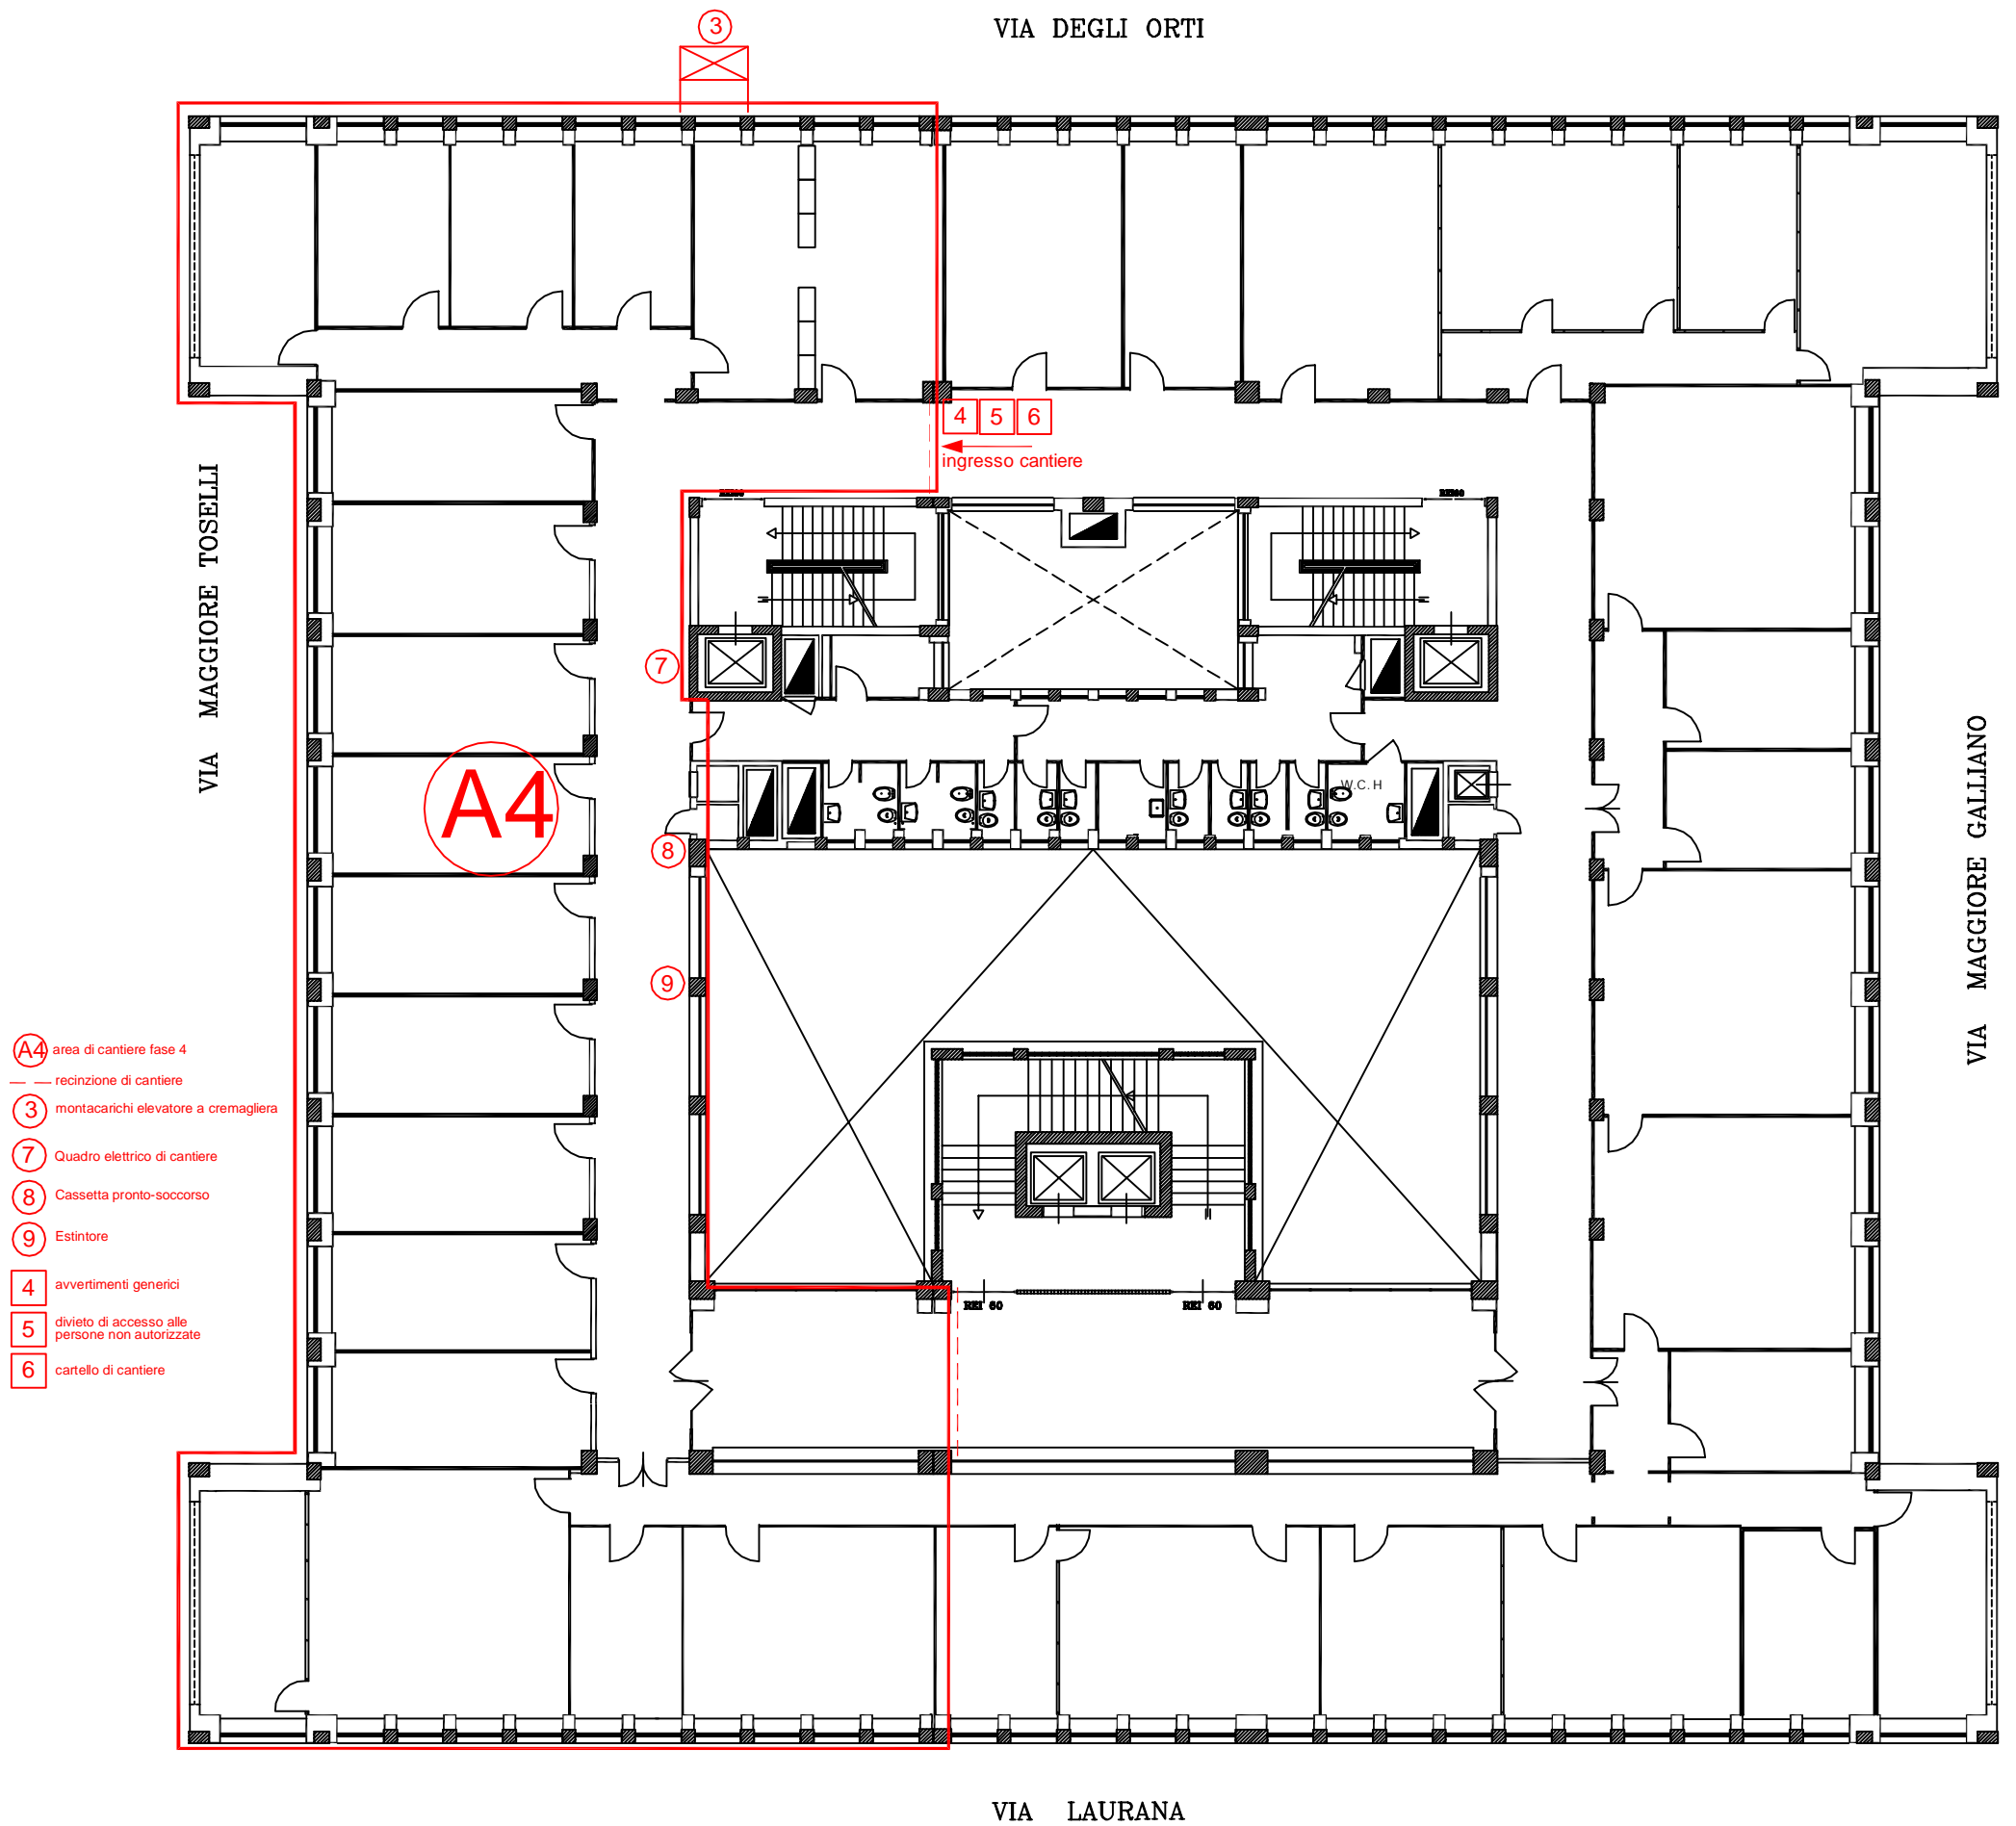 3
VIA DEGLI ORTI
4 5 6
ingresso cantiere
VIA MAGGIORE TOSELLI
REI60
REI60
7
VIA MAGGIORE GALLIANO
A4
W.C. H
8
9
A4 area di cantiere fase 4
recinzione di cantiere
3 montacarichi elevatore a cremagliera
7 Quadro elettrico di cantiere
8 Cassetta pronto-soccorso
9 Estintore
4 avvertimenti generici
5 divieto di accesso alle
persone non autorizzate
6 cartello di cantiere
REI 60
REI 60
VIA LAURANA